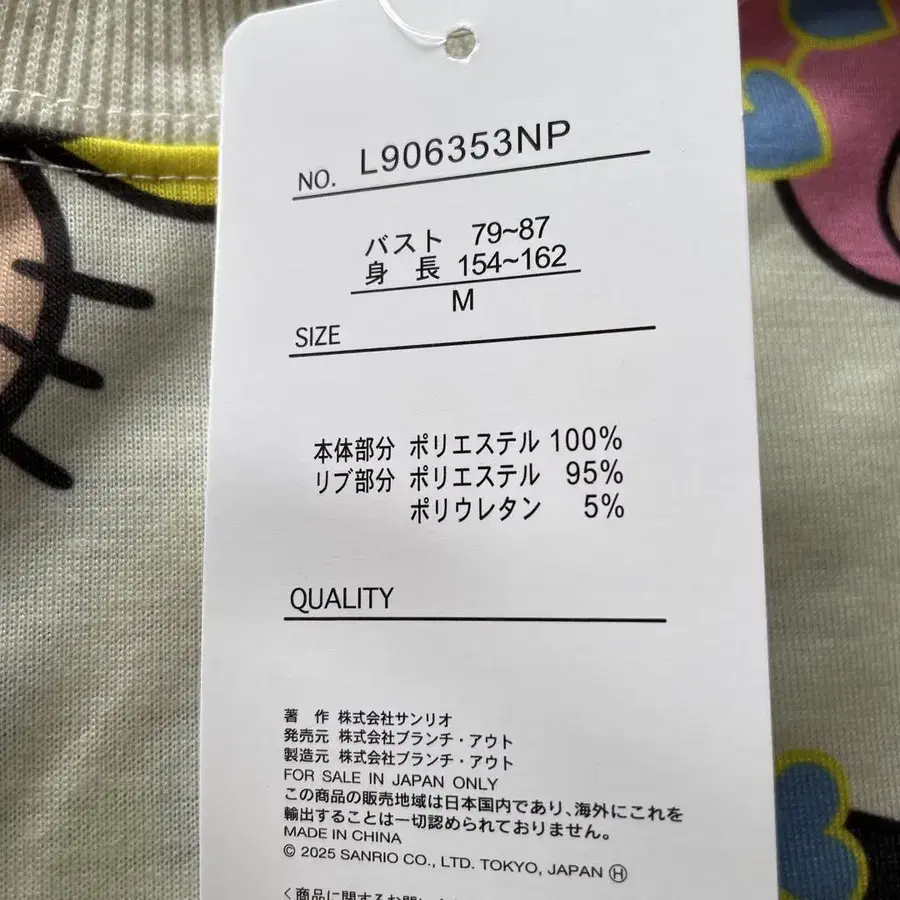 NO. L906353NP
バスト 79~87
身 長 154~162
M
SIZE
本体部分 ポリエステル 100%
リブ部分 ポリエステル 95%
ポリウレタン 5%
QUALITY
著 作 株式会社サンリオ
発売元 株式会社ブランチ・アウト
製造元 株式会社ブランチ・アウト
FOR SALE IN JAPAN ONLY
この商品の販売地域は日本国内であり、海外にこれを
輸出することは一切認められておりません。
MADE IN CHINA
© 2025 SANRIO CO., LTD. TOKYO, JAPAN Ⓗ